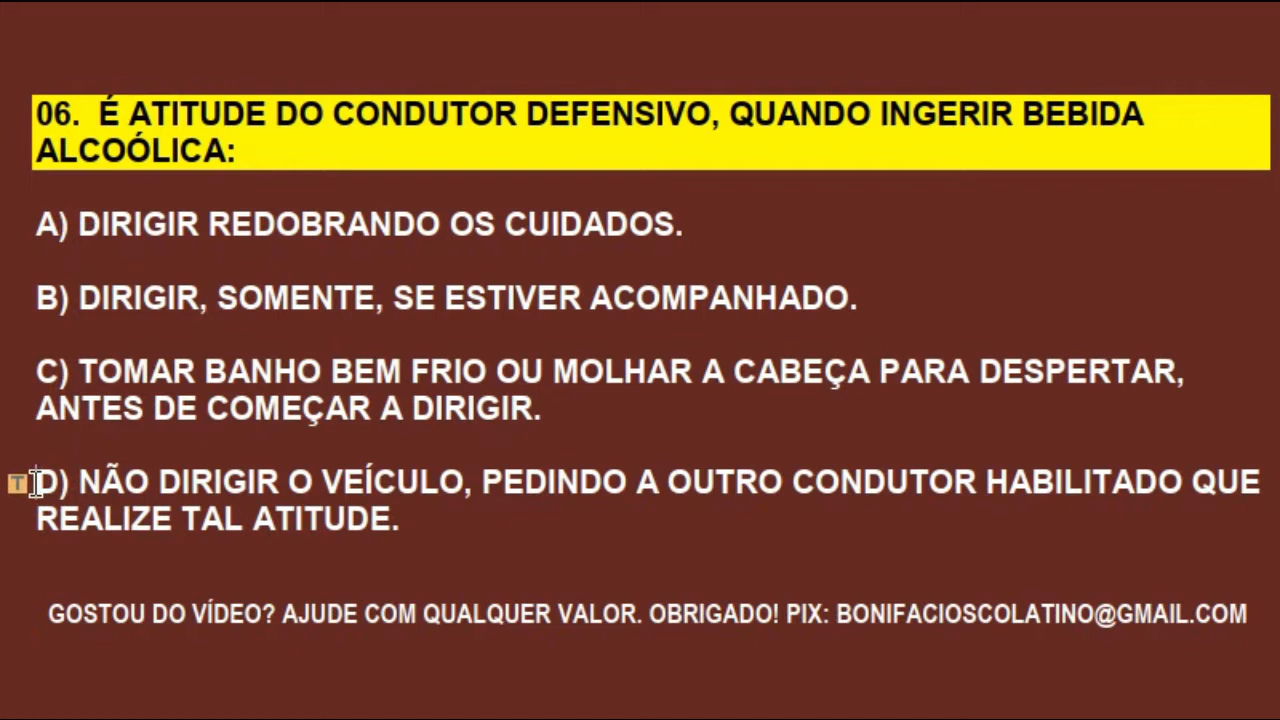 06. É ATITUDE DO CONDUTOR DEFENSIVO, QUANDO INGERIR BEBIDA
ALCOÓLICA:
A) DIRIGIR REDOBRANDO OS CUIDADOS.
B) DIRIGIR, SOMENTE, SE ESTIVER ACOMPANHADO.
C) TOMAR BANHO BEM FRIO OU MOLHAR A CABEÇA PARA DESPERTAR,
ANTES DE COMEÇAR A DIRIGIR.
T D) NÃO DIRIGIR O VEÍCULO, PEDINDO A OUTRO CONDUTOR HABILITADO QUE
REALIZE TAL ATITUDE.
GOSTOU DO VÍDEO? AJUDE COM QUALQUER VALOR. OBRIGADO! PIX: BONIFACIOSCOLATINO@GMAIL.COM